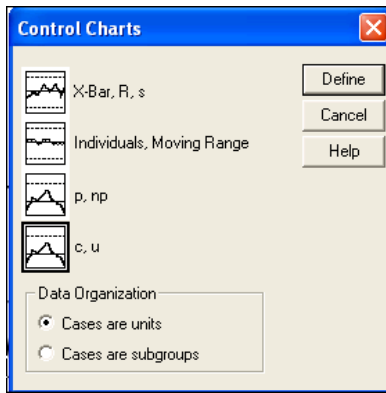 Control Charts
X-Bar, R, s
Individuals, Moving Range
p, np
c, u
Define
Cancel
Help
Data Organization
Cases are units
Cases are subgroups